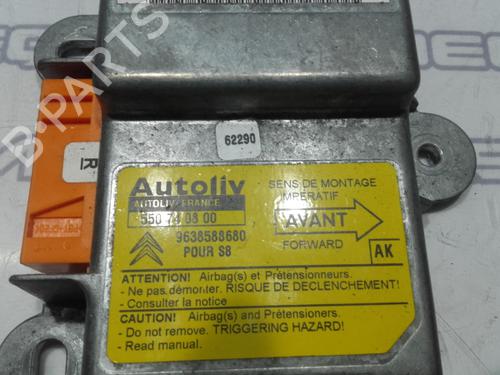 B-PARTS
62290
Autoliv
AUTOLIV-FRANCE
550 74 08 00
9638588680
POUR S8
SENS DE MONTAGE
IMPERATIF
AVANT
FORWARD
AK
ATTENTION! Airbag(s) et Prétensionneurs.
- Ne pas démonter. RISQUE DE DECLENCHEMENT!
- Consulter la notice
CAUTION! Airbag(s) and Pretensioners.
- Do not remove. TRIGGERING HAZARD!
- Read manual.